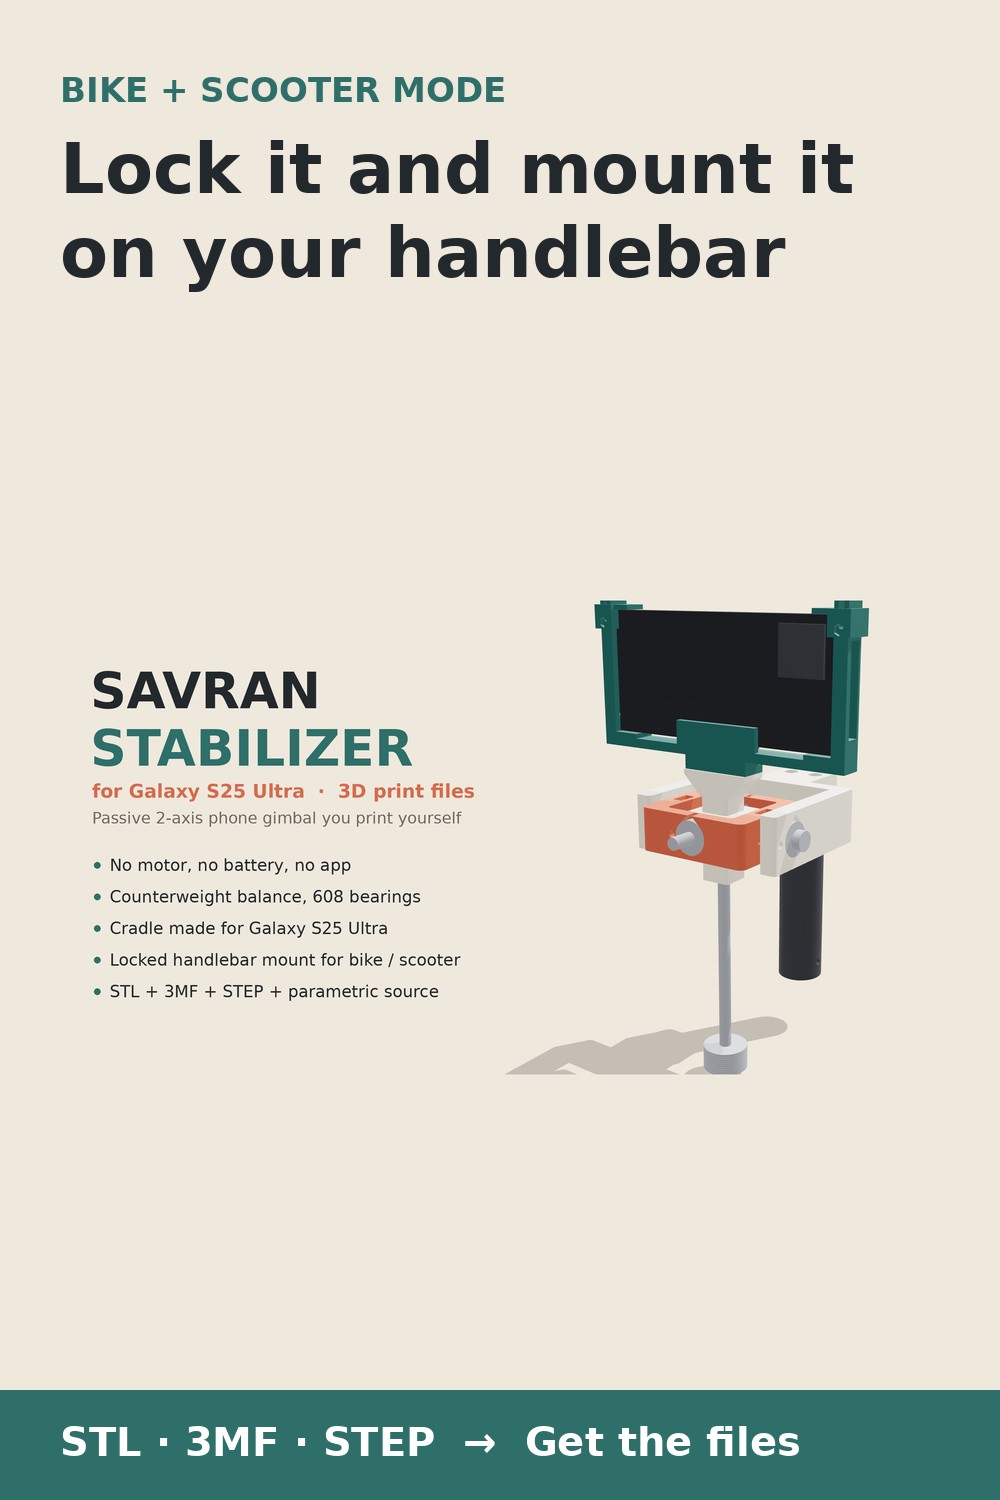 BIKE + SCOOTER MODE
Lock it and mount it
on your handlebar
SAVRAN
STABILIZER
for Galaxy S25 Ultra · 3D print files
Passive 2-axis phone gimbal you print yourself
• No motor, no battery, no app
• Counterweight balance, 608 bearings
• Cradle made for Galaxy S25 Ultra
• Locked handlebar mount for bike / scooter
• STL + 3MF + STEP + parametric source
STL · 3MF · STEP → Get the files